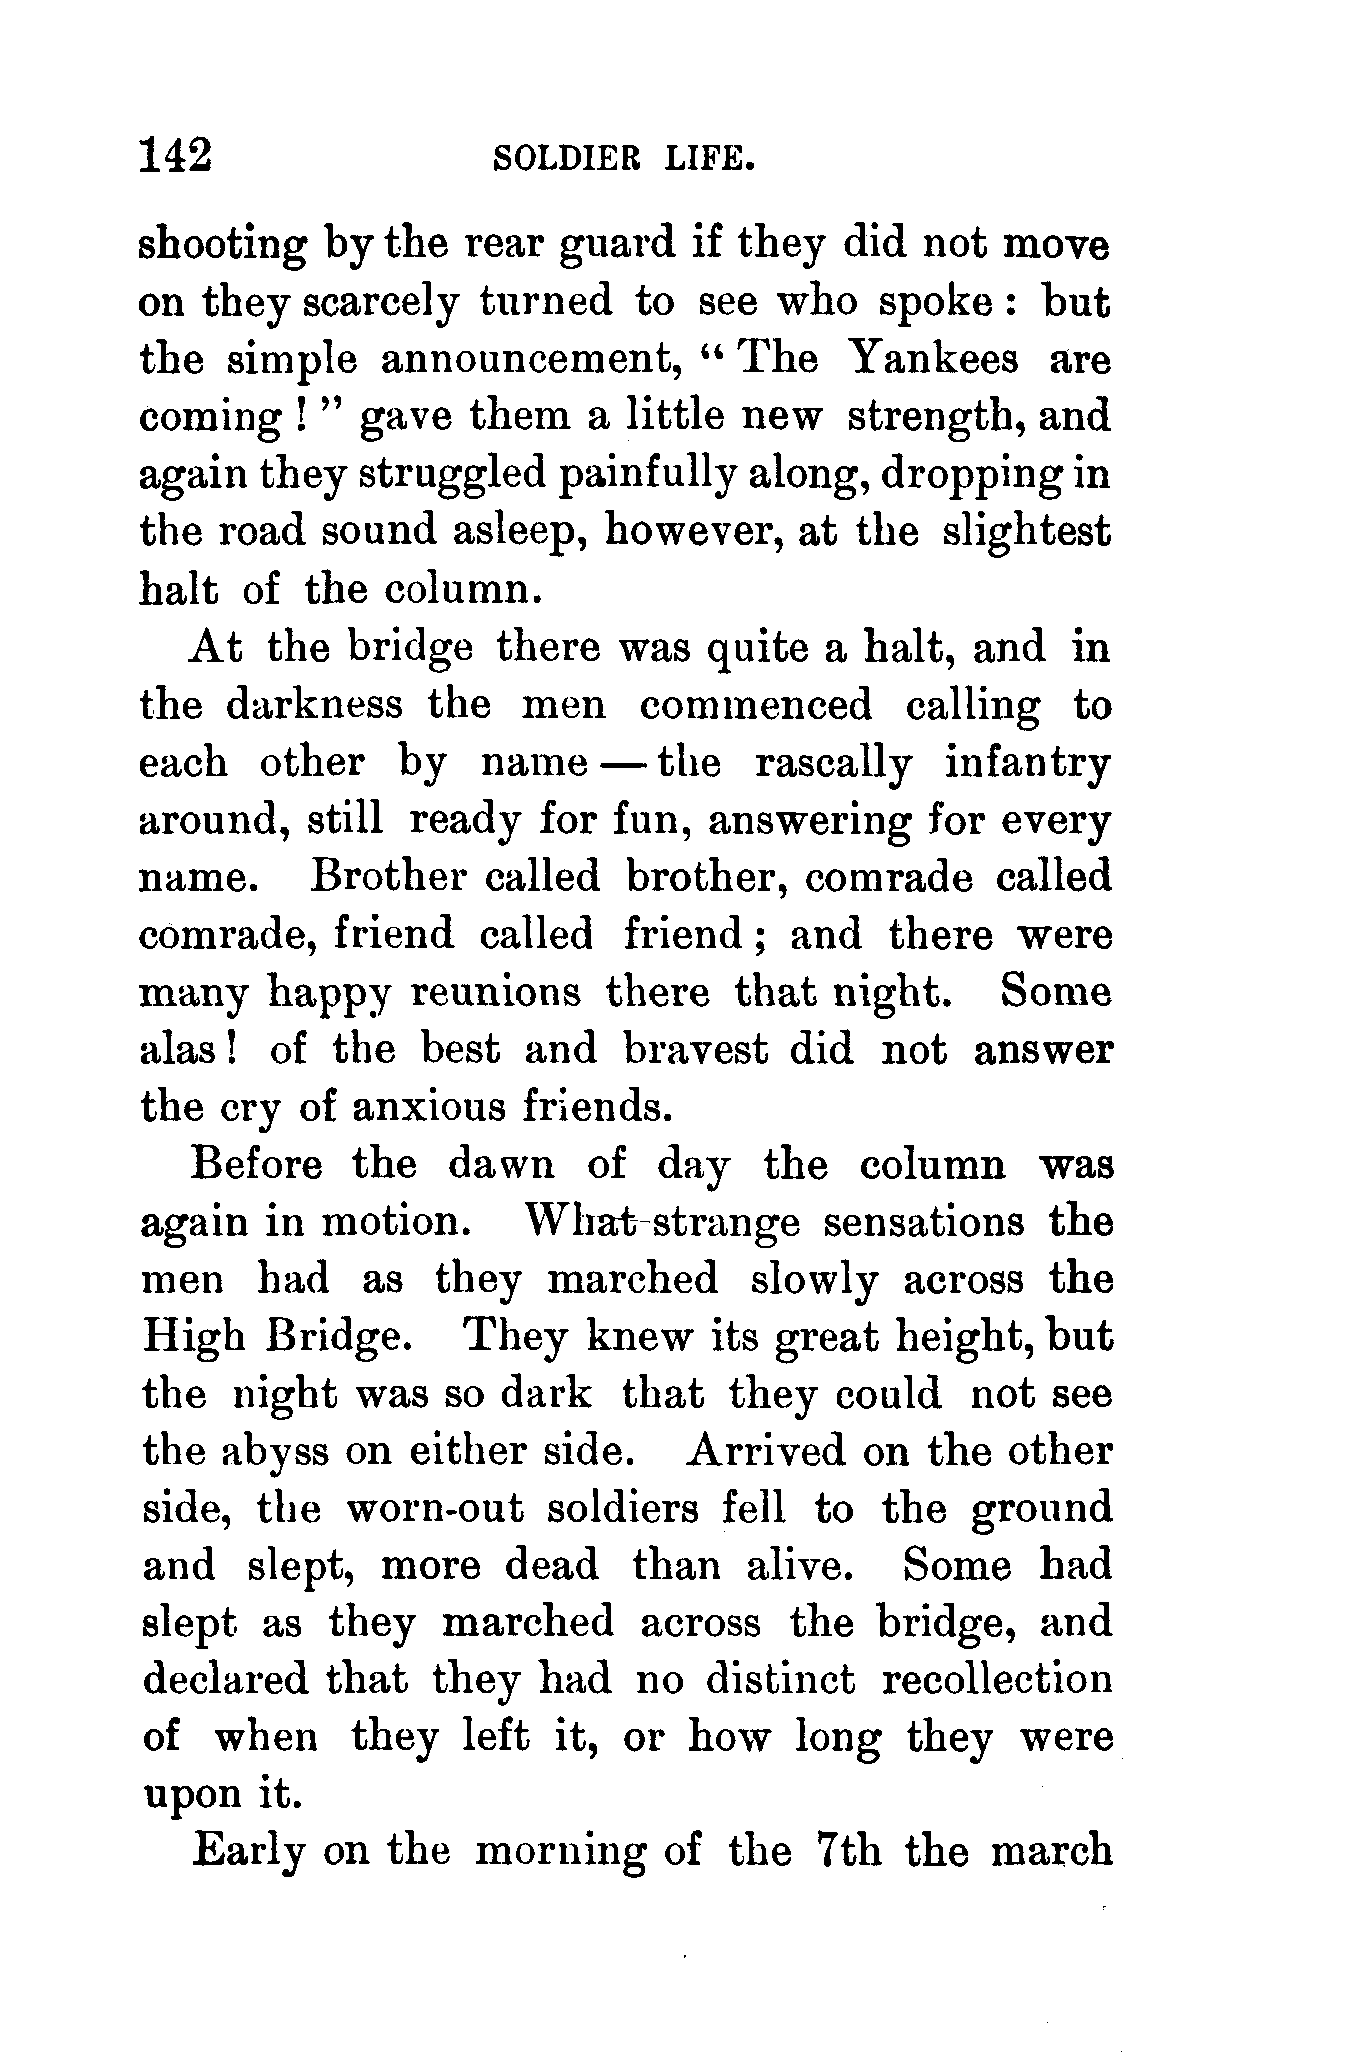 142 SOLDIER LIFE.
shooting by the rear guard if they did not move
on they scarcely turned to see who spoke : but
the simple announcement, “ The Yankees are
coming ! ” gave them a little new strength, and
again they struggled painfully along, dropping in
the road sound asleep, however, at the slightest
halt of the column.
At the bridge there was quite a halt, and in
the darkness the men commenced calling to
each other by name — the rascally infantry
around, still ready for fun, answering for every
name. Brother called brother, comrade called
comrade, friend called friend ; and there were
many happy reunions there that night. Some
alas ! of the best and bravest did not answer
the cry of anxious friends.
Before the dawn of day the column was
again in motion. What strange sensations the
men had as they marched slowly across the
High Bridge. They knew its great height, but
the night was so dark that they could not see
the abyss on either side. Arrived on the other
side, the worn-out soldiers fell to the ground
and slept, more dead than alive. Some had
slept as they marched across the bridge, and
declared that they had no distinct recollection
of when they left it, or how long they were
upon it.
Early on the morning of the 7th the march